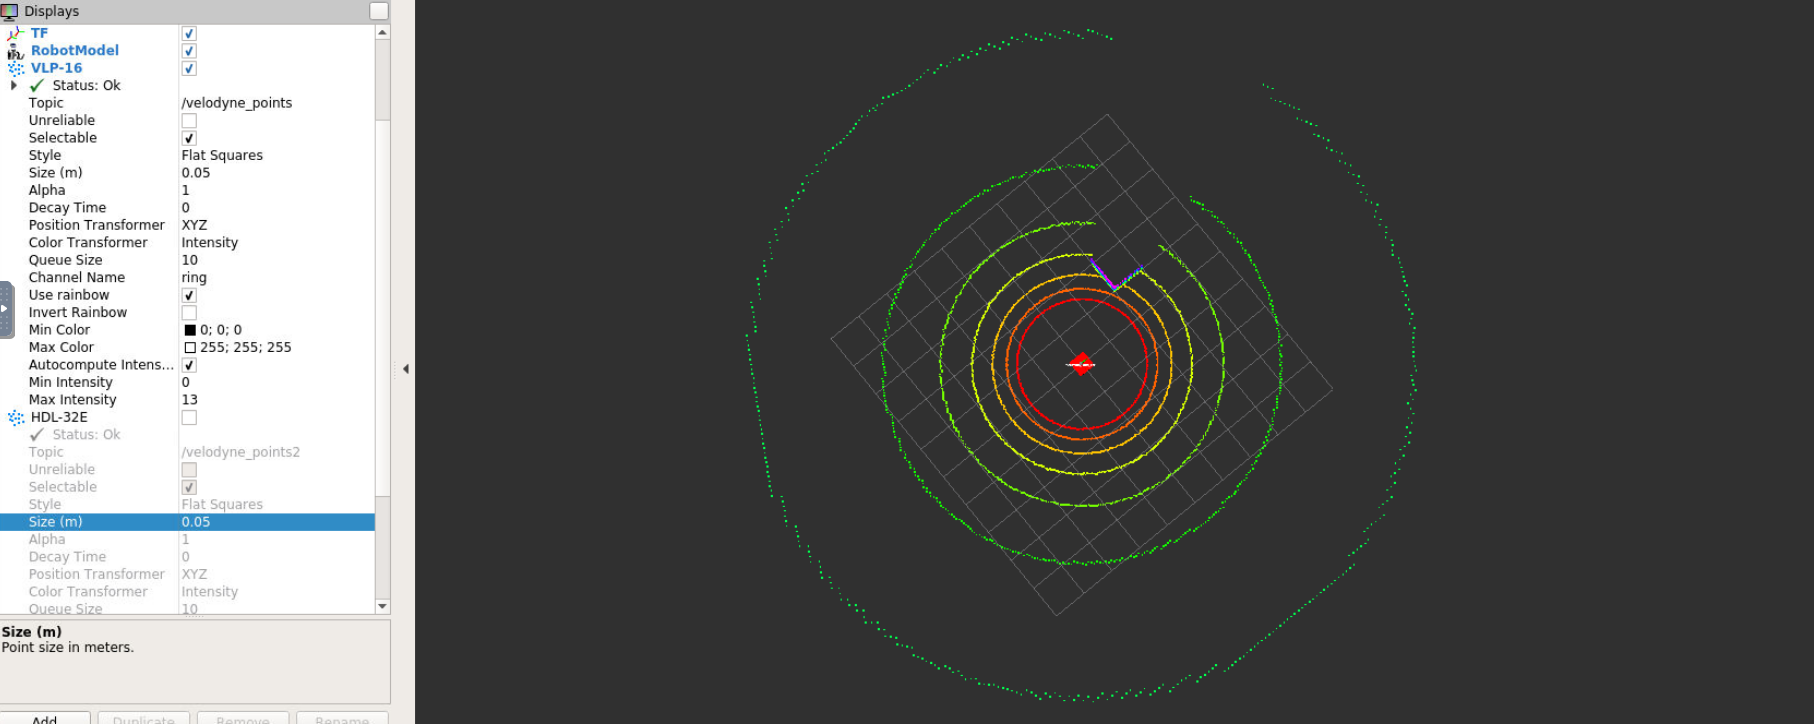 Displays
TF
RobotModel
VLP-16
Status: Ok
Topic /velodyne_points
Unreliable
Selectable
Style Flat Squares
Size (m) 0.05
Alpha 1
Decay Time 0
Position Transformer XYZ
Color Transformer Intensity
Queue Size 10
Channel Name ring
Use rainbow
Invert Rainbow
Min Color 0; 0; 0
Max Color 255; 255; 255
Autocompute Intens...
Min Intensity 0
Max Intensity 13
HDL-32E
Status: Ok
Topic /velodyne_points2
Unreliable
Selectable
Style Flat Squares
Size (m) 0.05
Alpha 1
Decay Time 0
Position Transformer XYZ
Color Transformer Intensity
Queue Size 10
Size (m)
Point size in meters.
Add Duplicate Remove Rename